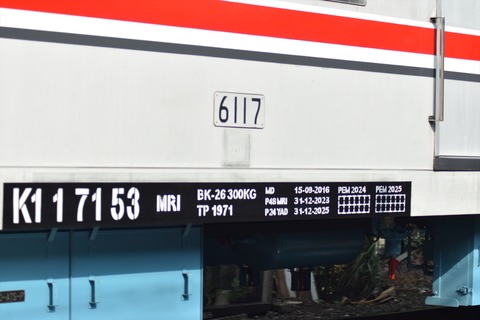 6117
K1 1 71 53 MRI
BK-26 300KG
TP 1971
MD 15-09-2016
P48 MRI 31-12-2023
P24 YAD 31-12-2025
PEM 2024
PEM 2025